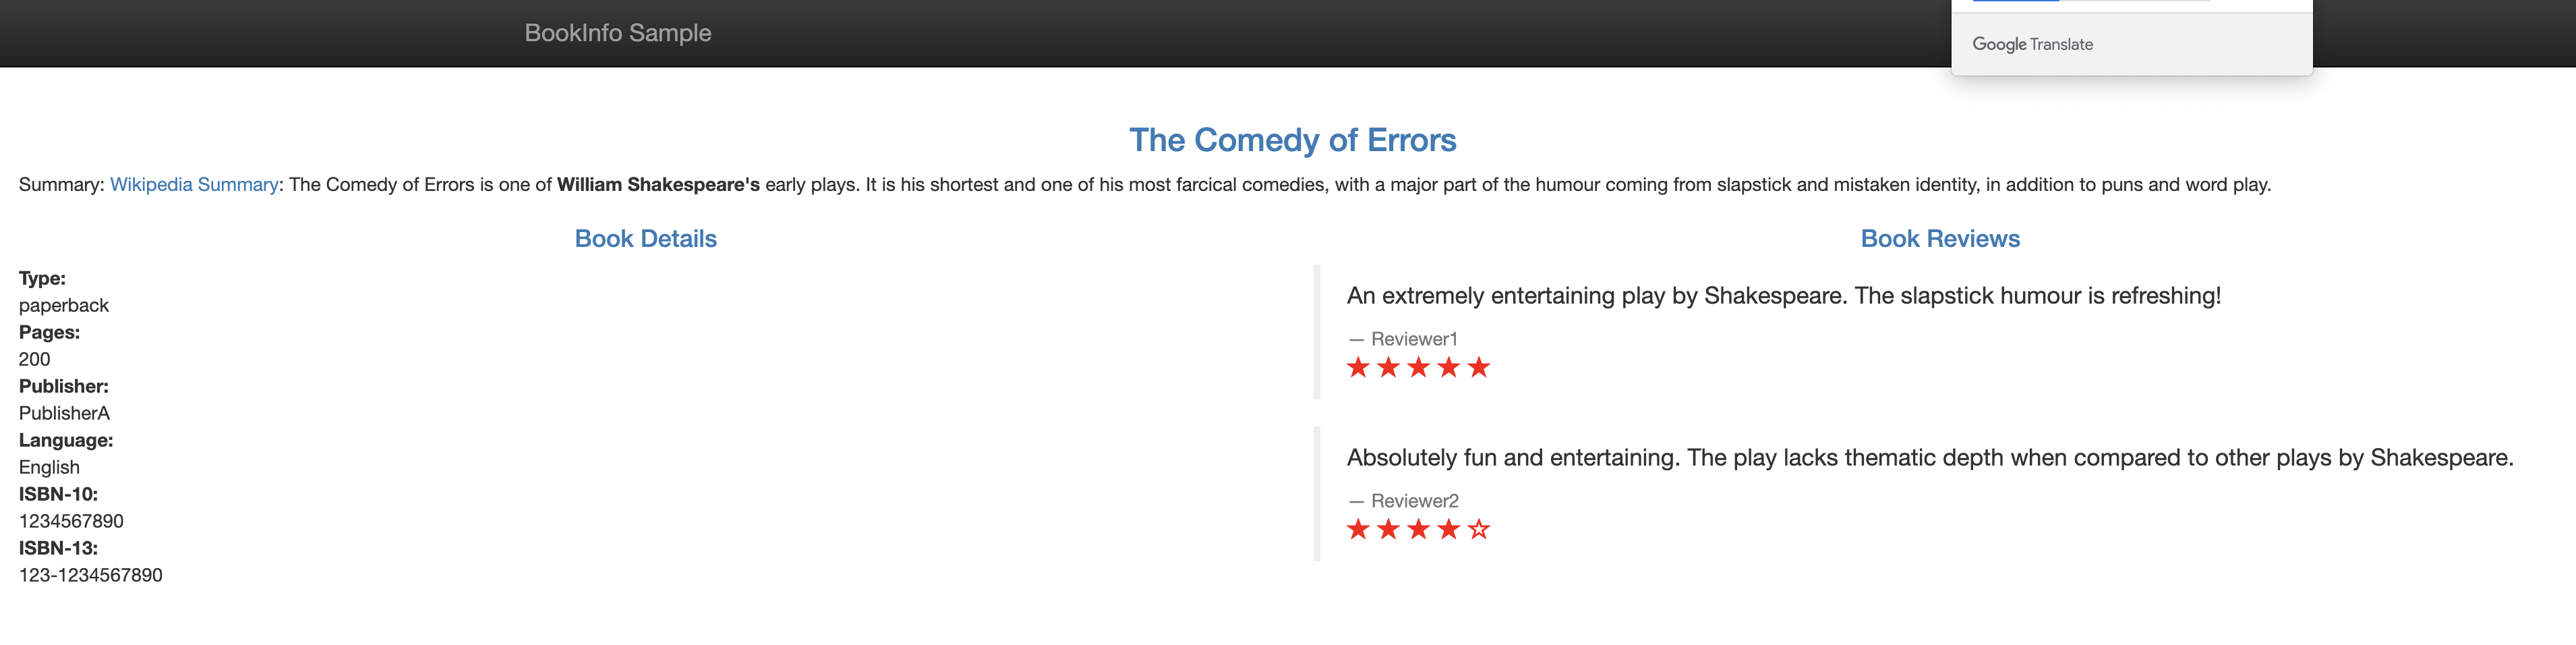 BookInfo Sample
Google Translate
The Comedy of Errors
Summary: Wikipedia Summary: The Comedy of Errors is one of William Shakespeare's early plays. It is his shortest and one of his most farcical comedies, with a major part of the humour coming from slapstick and mistaken identity, in addition to puns and word play.
Book Details
Type:
paperback
Pages:
200
Publisher:
PublisherA
Language:
English
ISBN-10:
1234567890
ISBN-13:
123-1234567890
Book Reviews
An extremely entertaining play by Shakespeare. The slapstick humour is refreshing!
— Reviewer1
Absolutely fun and entertaining. The play lacks thematic depth when compared to other plays by Shakespeare.
— Reviewer2